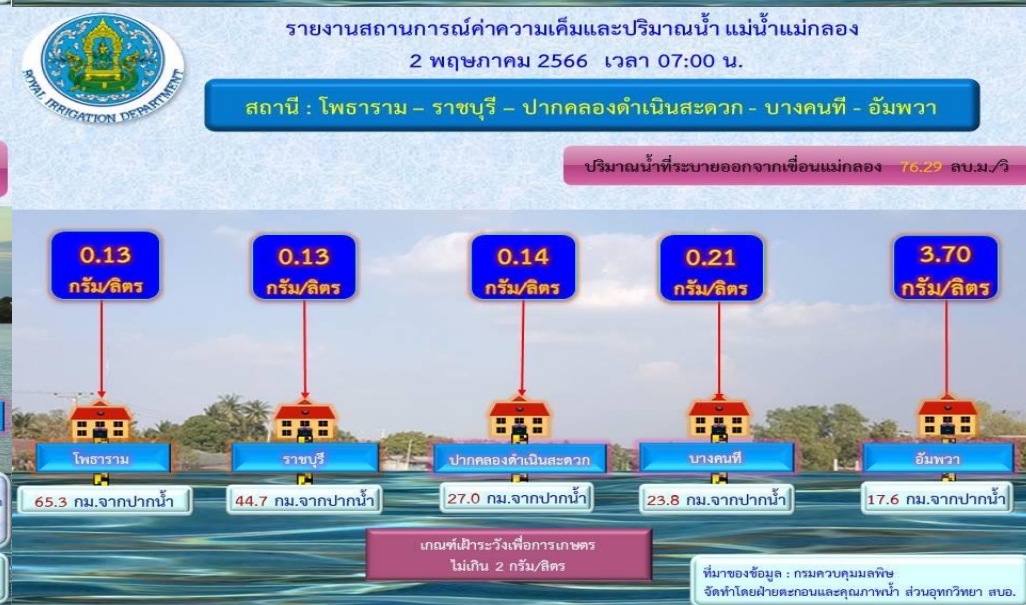 รายงานสถานการณ์ค่าความเค็มและปริมาณน้ำ แม่น้ำแม่กลอง
2 พฤษภาคม 2566 เวลา 07:00 น.
ROYAL IRRIGATION DEPARTMENT
สถานี : โพธาราม – ราชบุรี – ปากคลองดำเนินสะดวก - บางคนที - อัมพวา
ปริมาณน้ำที่ระบายออกจากเขื่อนแม่กลอง 76.29 ลบ.ม./วิ
0.13 0.13 0.14 0.21 3.70
กรัม/ลิตร กรัม/ลิตร กรัม/ลิตร กรัม/ลิตร กรัม/ลิตร
โพธาราม ราชบุรี ปากคลองดำเนินสะดวก บางคนที อัมพวา
65.3 กม.จากปากน้ำ 44.7 กม.จากปากน้ำ 27.0 กม.จากปากน้ำ 23.8 กม.จากปากน้ำ 17.6 กม.จากปากน้ำ
เกณฑ์เฝ้าระวังเพื่อการเกษตร
ไม่เกิน 2 กรัม/ลิตร
ที่มาของข้อมูล : กรมควบคุมมลพิษ
จัดทำโดยฝ่ายตะกอนและคุณภาพน้ำ ส่วนอุทกวิทยา สบอ.